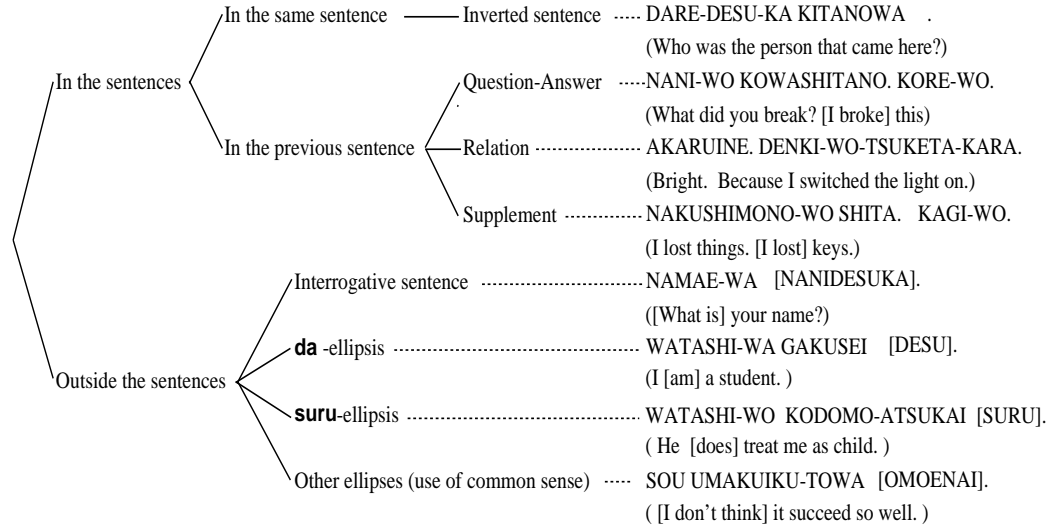 In the same sentence Inverted sentence DARE-DESU-KA KITANOWA .
(Who was the person that came here?)
In the sentences Question-Answer NANI-WO KOWASHITANO. KORE-WO.
(What did you break? [I broke] this)
In the previous sentence Relation AKARUINE. DENKI-WO-TSUKETA-KARA.
(Bright. Because I switched the light on.)
Supplement NAKUSHIMONO-WO SHITA. KAGI-WO.
(I lost things. [I lost] keys.)
Interrogative sentence NAMAE-WA [NANIDESUKA].
([What is] your name?)
da -ellipsis WATASHI-WA GAKUSEI [DESU].
(I [am] a student. )
Outside the sentences
suru-ellipsis WATASHI-WO KODOMO-ATSUKAI [SURU].
( He [does] treat me as child. )
Other ellipses (use of common sense) SOU UMAKUIKU-TOWA [OMOENAI].
( [I don't think] it succeed so well. )